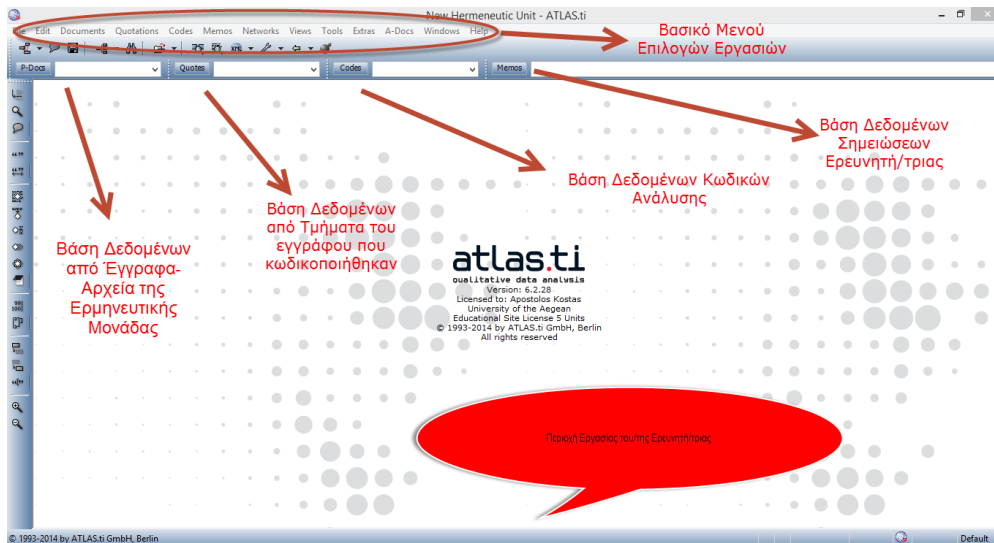 New Hermeneutic Unit - ATLAS.ti
File Edit Documents Quotations Codes Memos Networks Views Tools Extras A-Docs Windows Help
P-Docs Quotes Codes Memos
Βασικό Μενού
Επιλογών Εργασιών
Βάση Δεδομένων
Σημειώσεων
Ερευνητή/τριας
Βάση Δεδομένων Κωδικών
Ανάλυσης
Βάση Δεδομένων
από Τμήματα του
εγγράφου που
κωδικοποιήθηκαν
Βάση Δεδομένων
από Έγγραφα-
Αρχεία της
Ερμηνευτικής
Μονάδας
atlas.ti
qualitative data analysis
Version: 6.2.28
Licensed to: Apostolos Kostas
University of the Aegean
Educational Site License 5 Units
© 1993-2014 by ATLAS.ti GmbH, Berlin
All rights reserved
Περιοχή Εργασίας του/της Ερευνητή/τριας
© 1993-2014 by ATLAS.ti GmbH, Berlin
Default